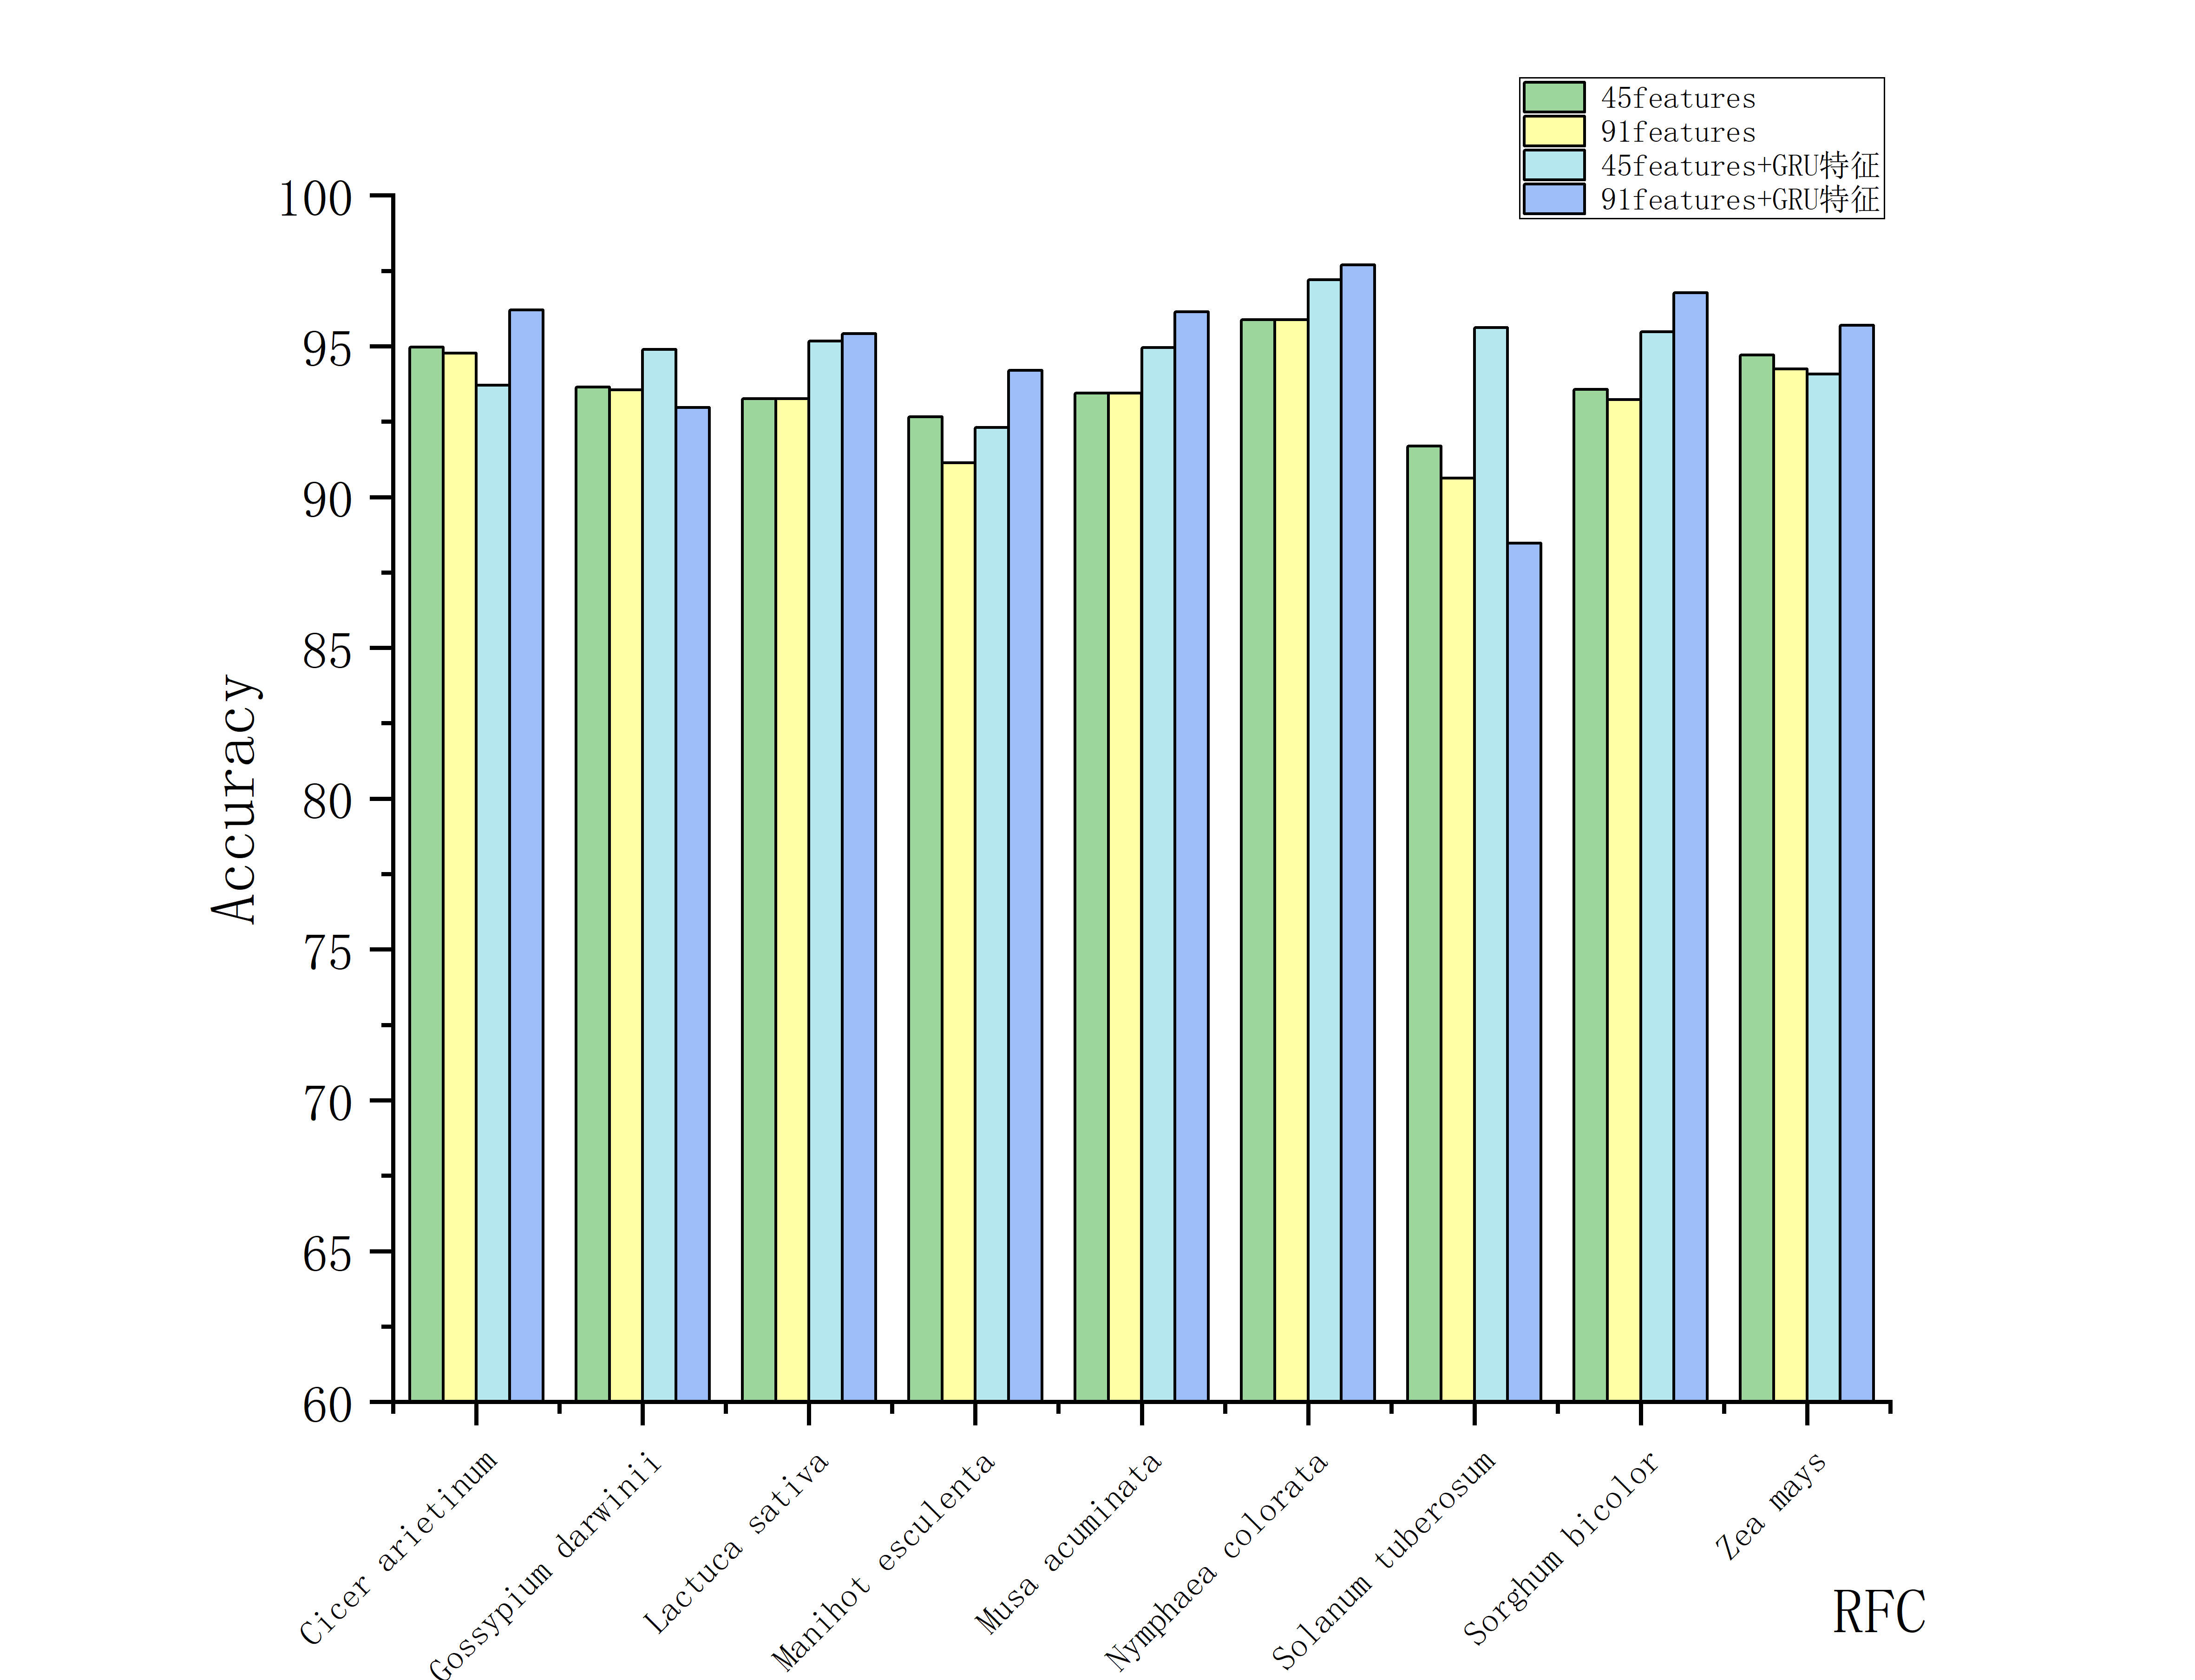 45features
91features
45features+GRU特征
91features+GRU特征
100
95
90
85
80
75
70
65
60
Accuracy
Cicer arietinum
Gossypium darwinii
Lactuca sativa
Manihot esculenta
Musa acuminata
Nymphaea colorata
Solanum tuberosum
Sorghum bicolor
Zea mays
RFC